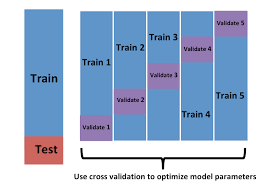 Train
Test
Train 1
Validate 1
Train 2
Validate 2
Train 3
Validate 3
Validate 4
Train 4
Validate 5
Train 5
Use cross validation to optimize model parameters